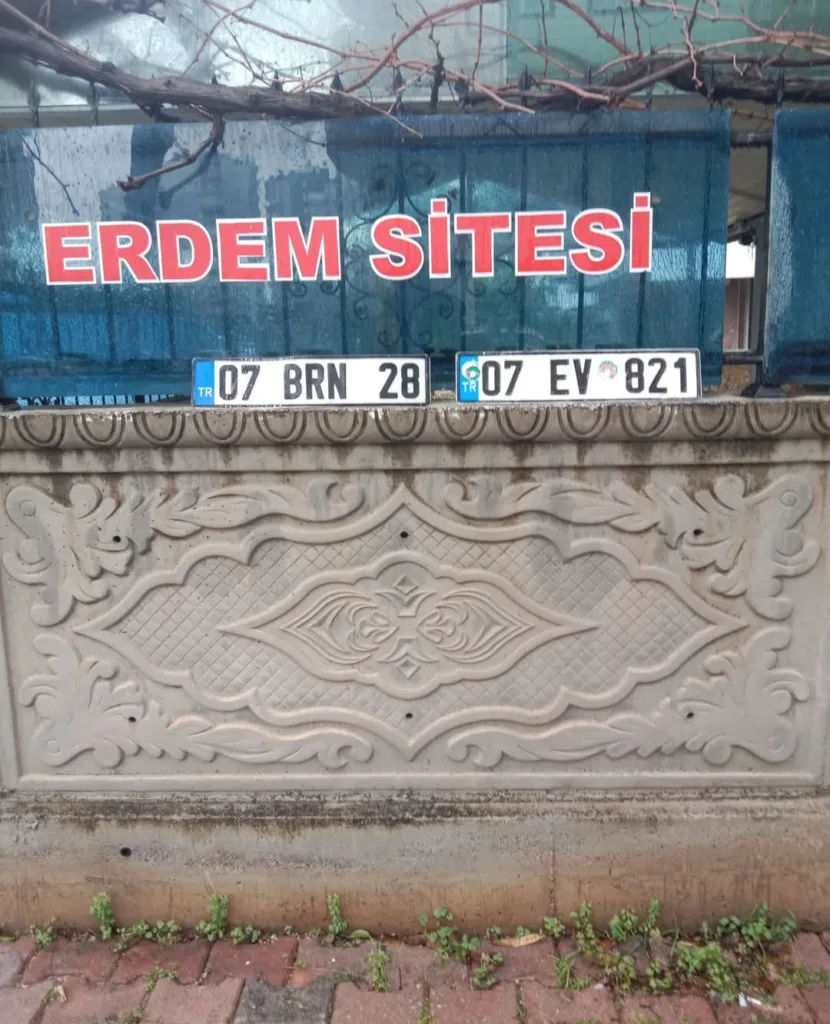 ERDEM SİTESİ
TR 07 BRN 28
TR 07 EV 821